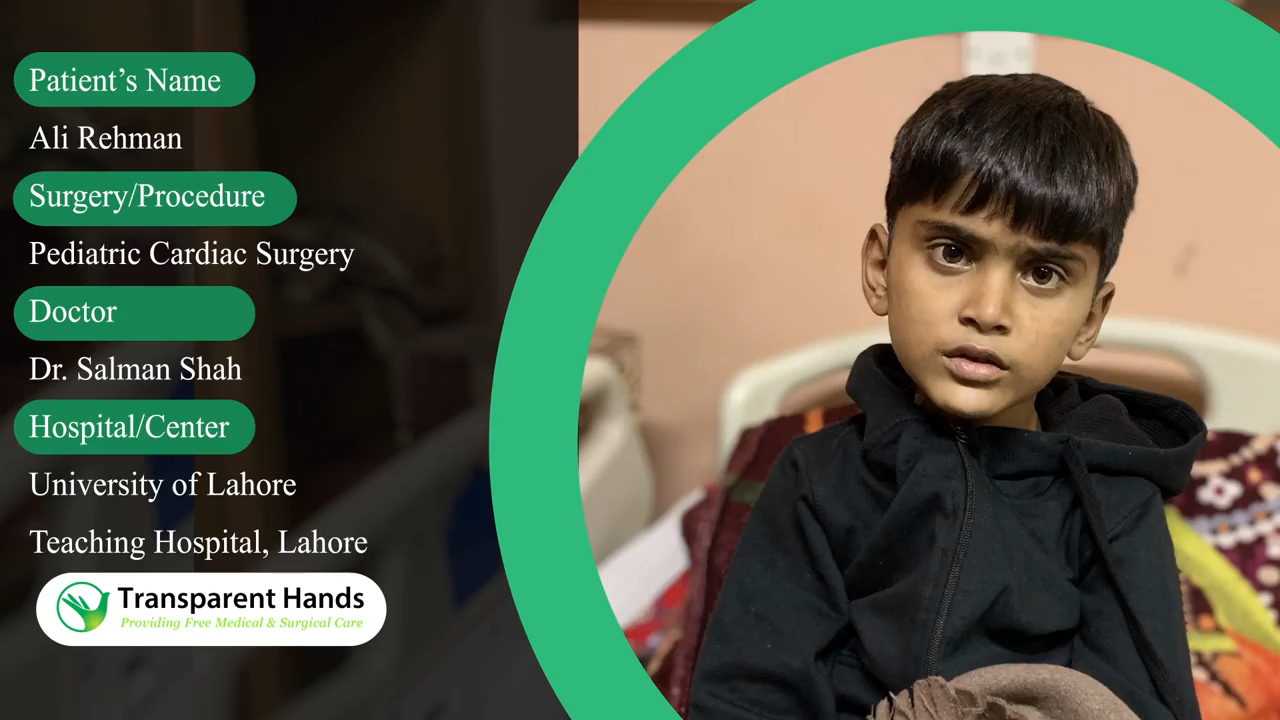 Patient’s Name
Ali Rehman
Surgery/Procedure
Pediatric Cardiac Surgery
Doctor
Dr. Salman Shah
Hospital/Center
University of Lahore
Teaching Hospital, Lahore
Transparent Hands
Providing Free Medical & Surgical Care